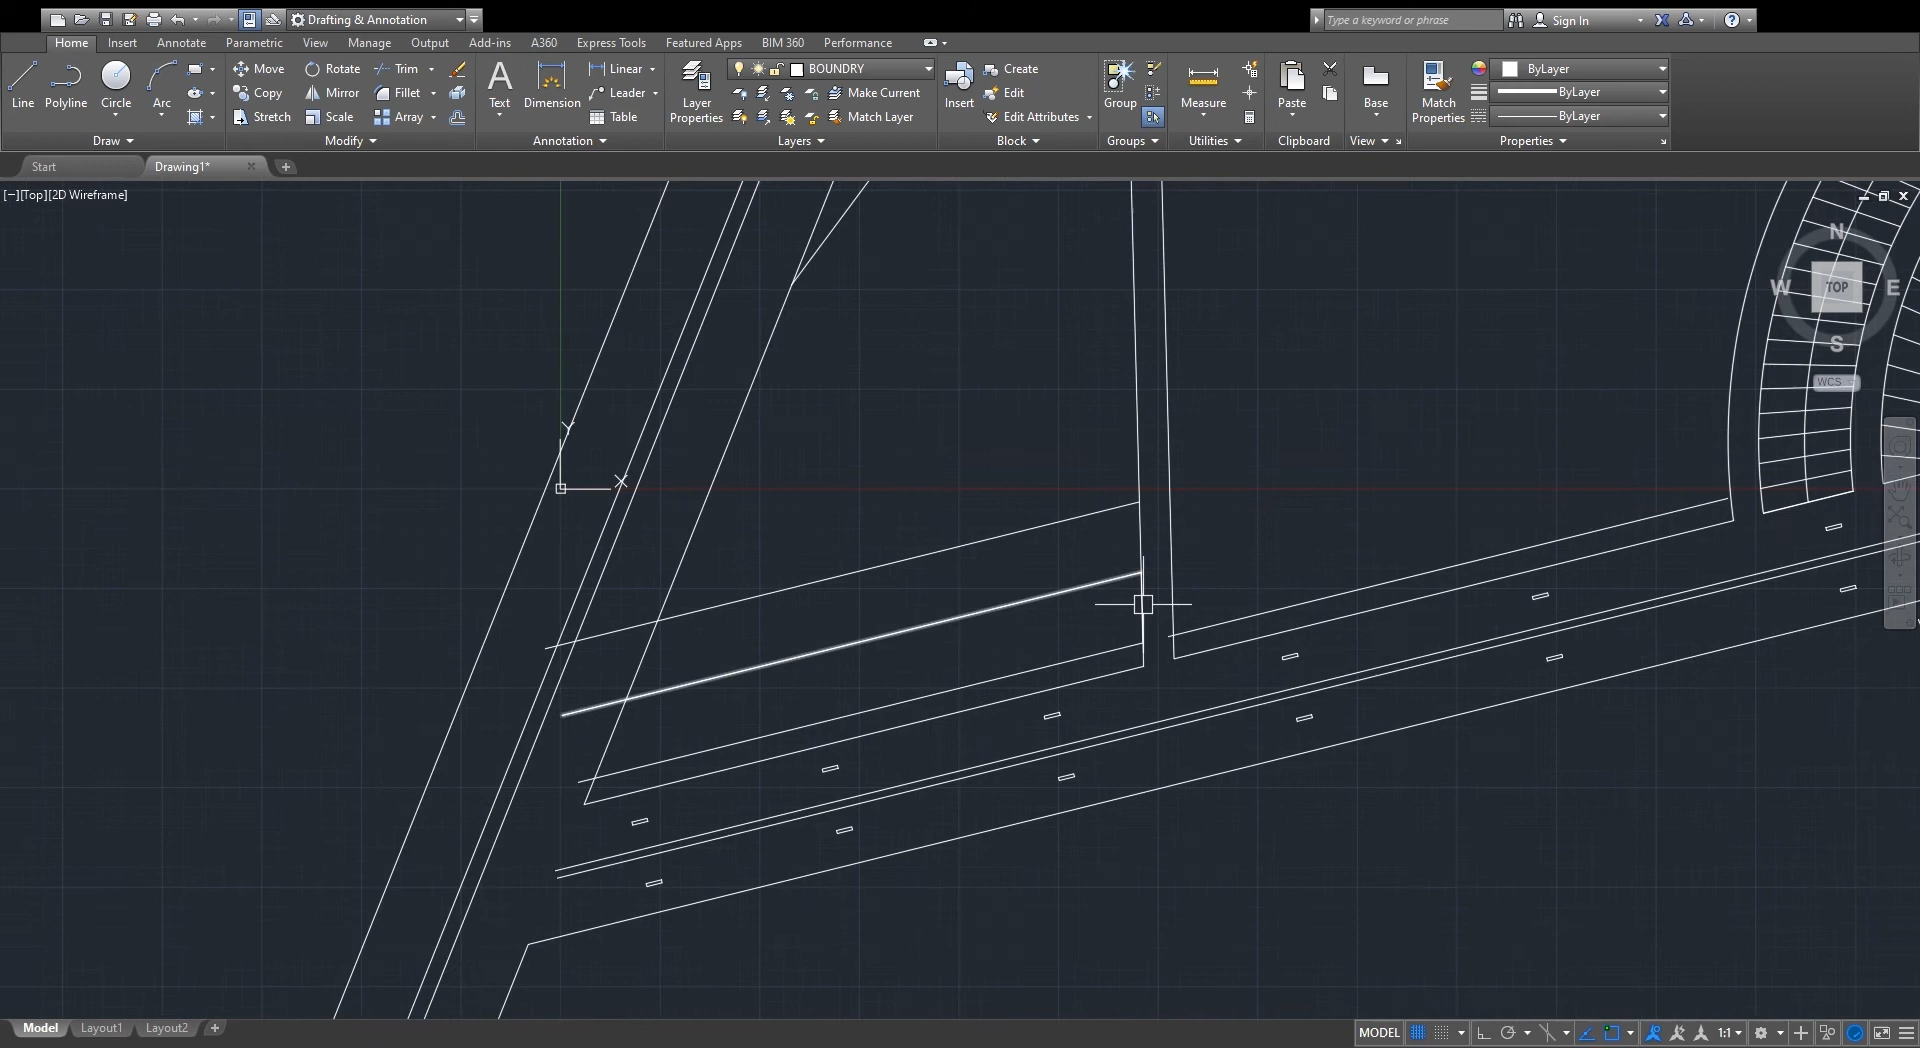 Drafting & Annotation
Type a keyword or phrase
Sign In
Home Insert Annotate Parametric View Manage Output Add-ins A360 Express Tools Featured Apps BIM 360 Performance
Line
Polyline
Circle
Arc
Move
Rotate
Trim
Copy
Mirror
Fillet
Stretch
Scale
Array
Text
Dimension
Linear
Leader
Table
Layer
Properties
BOUNDRY
Make Current
Match Layer
Insert
Create
Edit
Edit Attributes
Group
Measure
Paste
Base
Match
Properties
ByLayer
ByLayer
ByLayer
Draw Modify Annotation Layers Block Groups Utilities Clipboard View Properties
Start Drawing1*
[−][Top][2D Wireframe]
N
W TOP E
S
WCS
Y
X
Model Layout1 Layout2
MODEL 1:1